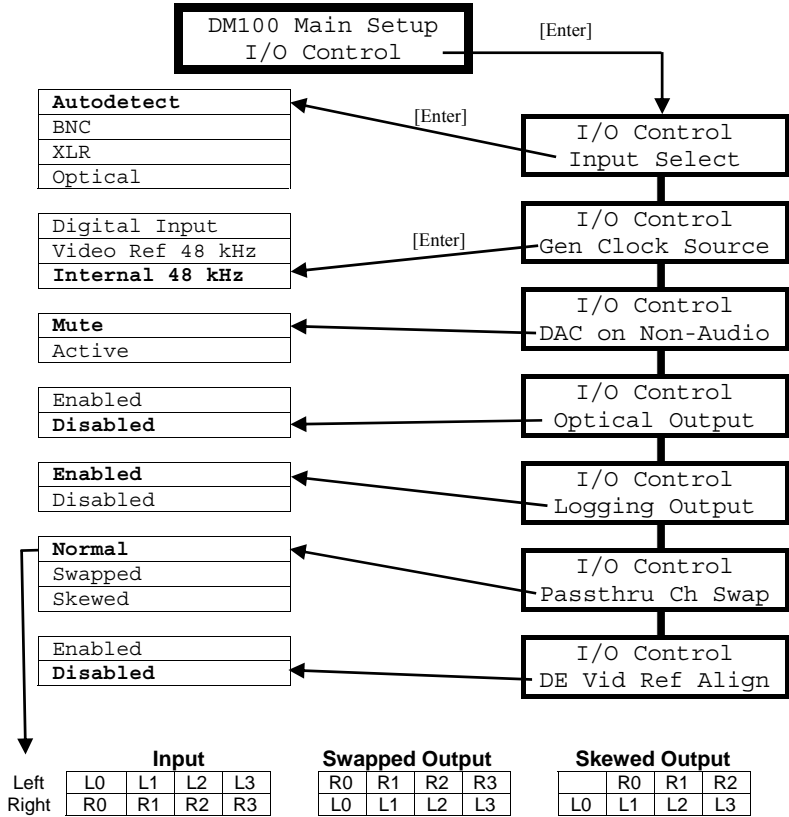 DM100 Main Setup
I/O Control
[Enter]
Autodetect
BNC
XLR
Optical
[Enter]
I/O Control
Input Select
Digital Input
Video Ref 48 kHz
Internal 48 kHz
[Enter]
I/O Control
Gen Clock Source
Mute
Active
I/O Control
DAC on Non-Audio
Enabled
Disabled
I/O Control
Optical Output
Enabled
Disabled
I/O Control
Logging Output
Normal
Swapped
Skewed
I/O Control
Passthru Ch Swap
Enabled
Disabled
I/O Control
DE Vid Ref Align
Input
Left L0 L1 L2 L3
Right R0 R1 R2 R3
Swapped Output
R0 R1 R2 R3
L0 L1 L2 L3
Skewed Output
R0 R1 R2
L0 L1 L2 L3